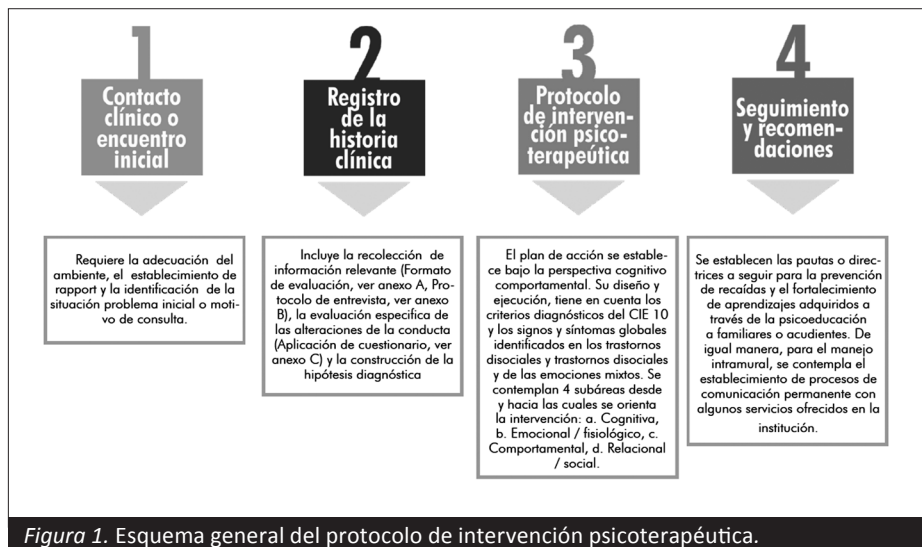 1
Contacto
clínico o
encuentro
inicial
Requiere la adecuación del
ambiente, el establecimiento de
rapport y la identificación de la
situación problema inicial o moti-
vo de consulta.
2
Registro
de la
historia
clínica
Incluye la recolección de
información relevante (Formato
de evaluación, ver anexo A, Pro-
tocolo de entrevista, ver anexo
B), la evaluación especifica de
las alteraciones de la conducta
(Aplicación de cuestionario, ver
anexo C) y la construcción de la
hipótesis diagnóstica
3
Protocolo
de interven-
ción psico-
terapeútica
El plan de acción se estable-
ce bajo la perspectiva cognitivo
comportamental. Su diseño y
ejecución, tiene en cuenta los
criterios diagnósticos del CIE 10
y los signos y síntomas globales
identificados en los trastornos
disociales y trastornos disociales
y de las emociones mixtos. Se
contemplan 4 subáreas desde
y hacia las cuales se orienta
la intervención: a. Cognitiva,
b. Emocional / fisiológico, c.
Comportamental, d. Relacional
/ social.
4
Seguimiento
y recomen-
daciones
Se establecen las pautas o direc-
trices a seguir para la prevención
de recaídas y el fortalecimiento
de aprendizajes adquiridos a
través de la psicoeducación
a familiares o acudientes. De
igual manera, para el manejo
intramural, se contempla el
establecimiento de procesos de
comunicación permanente con
algunos servicios ofrecidos en la
institución.
Figura 1. Esquema general del protocolo de intervención psicoterapéutica.